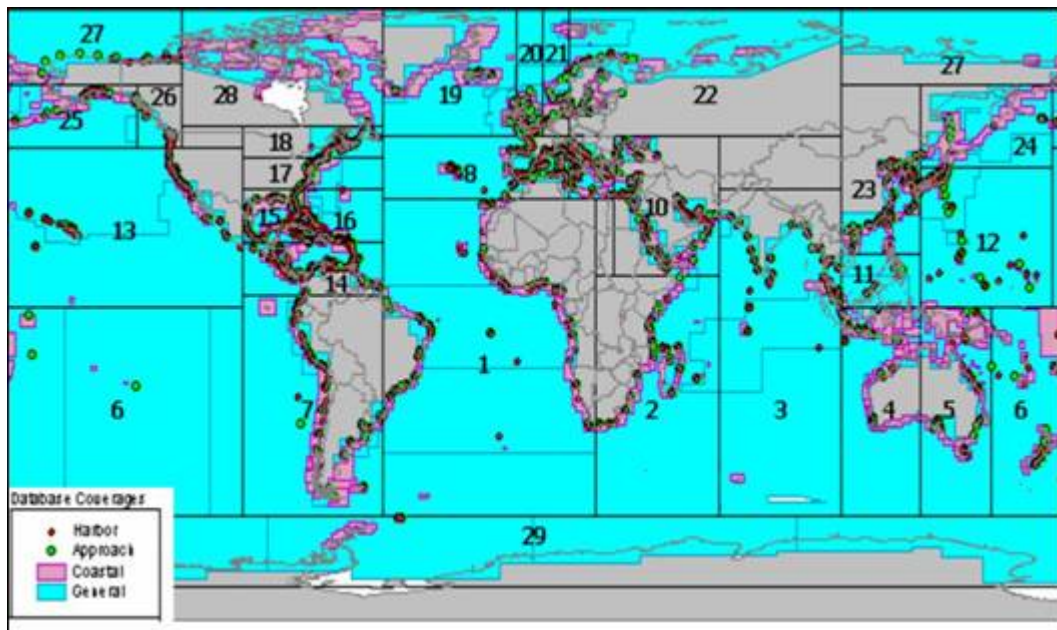 27
20 21
27
26 28 19 22
25
18 24
17 8 23
15 16 10
13 12
14 11
1
6 7 2 3 4 5 6
Database Coverages
Harbor
Approach
Coastal
General
29